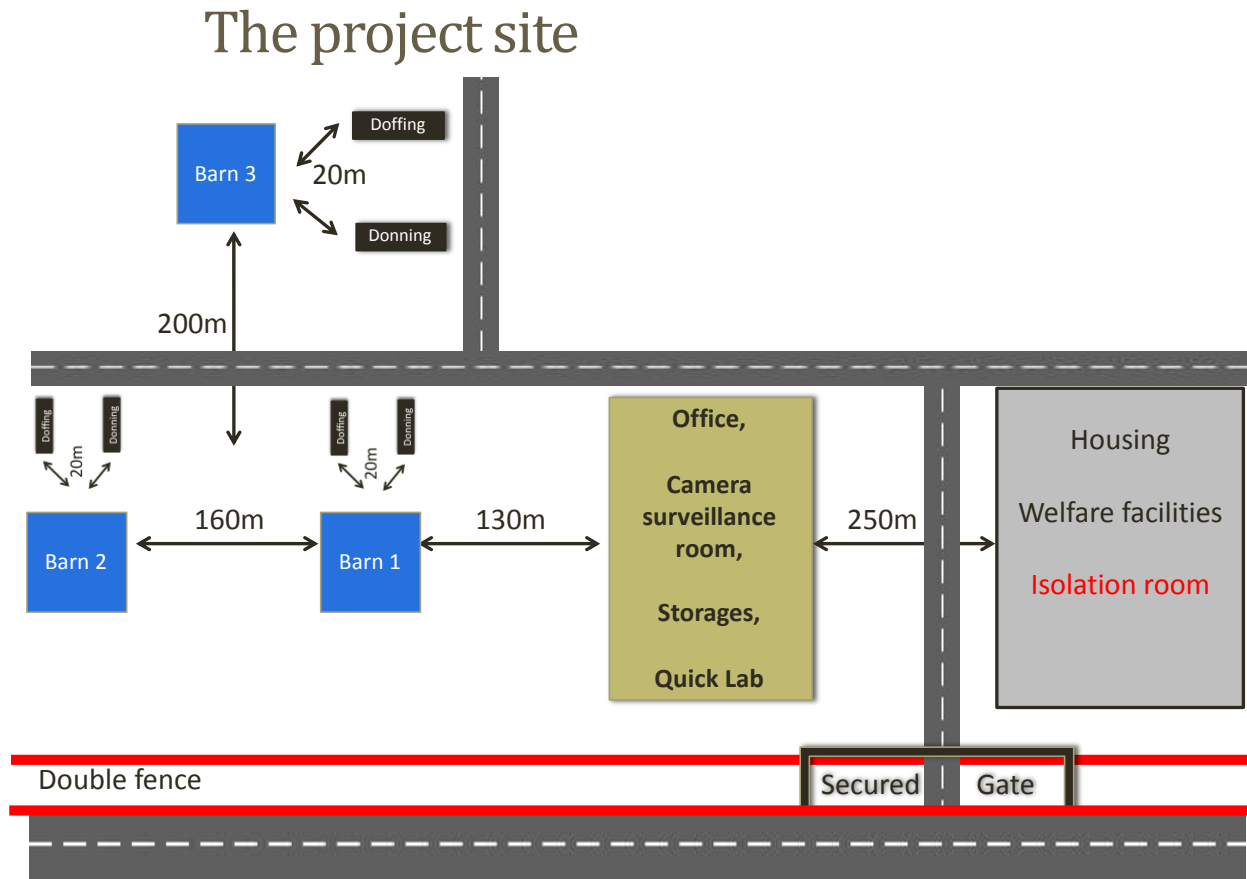 The project site
Doffing
Barn 3
20m
Donning
200m
Doffing
Donning
20m
Doffing
Donning
20m
Office,
Camera
surveillance
room,
Storages,
Quick Lab
Housing
Welfare facilities
Isolation room
160m
130m
250m
Barn 2
Barn 1
Double fence
Secured Gate